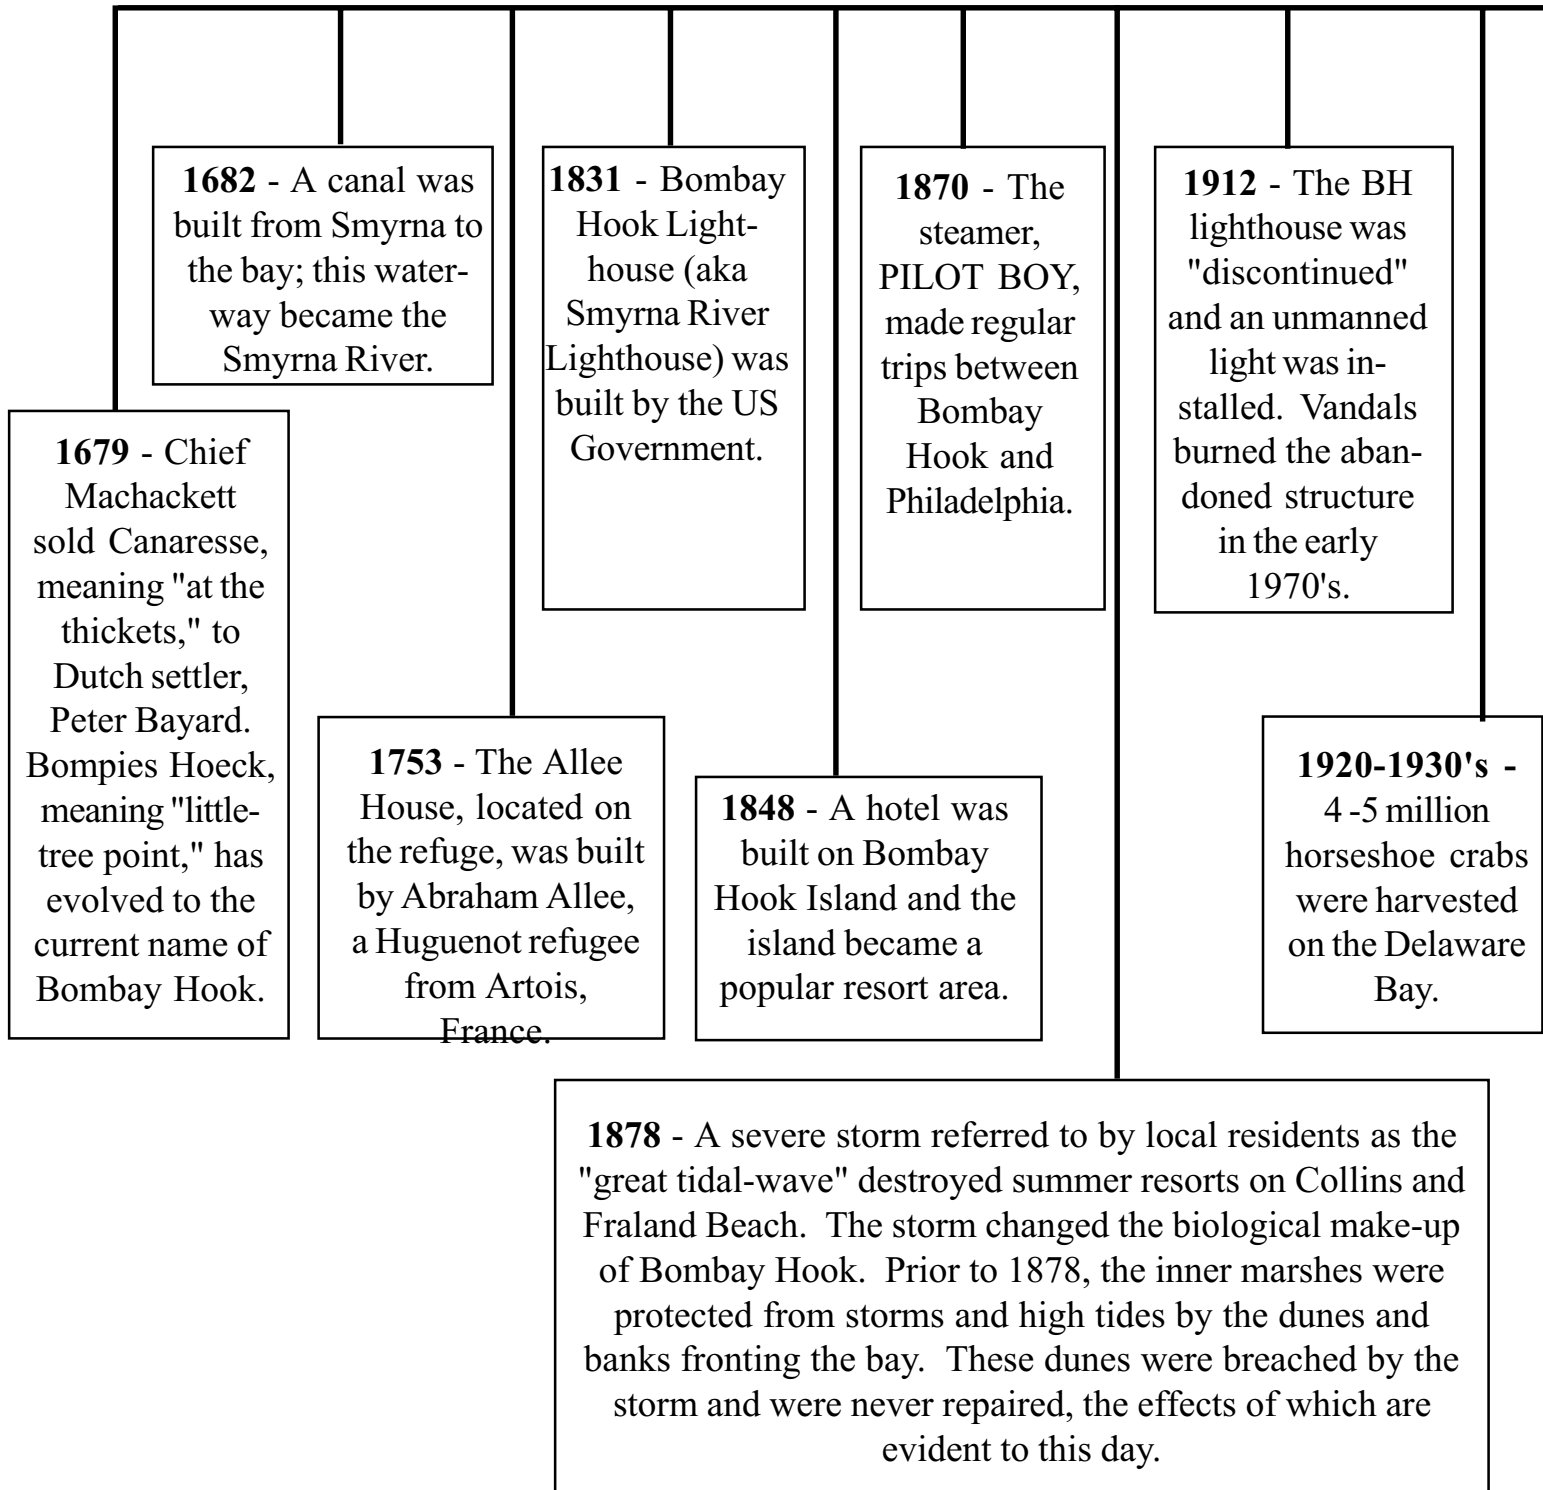 1679 - Chief
Machackett
sold Canaresse,
meaning "at the
thickets," to
Dutch settler,
Peter Bayard.
Bompies Hoeck,
meaning "little-
tree point," has
evolved to the
current name of
Bombay Hook.
1682 - A canal was
built from Smyrna to
the bay; this water-
way became the
Smyrna River.
1753 - The Allee
House, located on
the refuge, was built
by Abraham Allee,
a Huguenot refugee
from Artois,
France.
1831 - Bombay
Hook Light-
house (aka
Smyrna River
Lighthouse) was
built by the US
Government.
1848 - A hotel was
built on Bombay
Hook Island and the
island became a
popular resort area.
1870 - The
steamer,
PILOT BOY,
made regular
trips between
Bombay
Hook and
Philadelphia.
1878 - A severe storm referred to by local residents as the
"great tidal-wave" destroyed summer resorts on Collins and
Fraland Beach.  The storm changed the biological make-up
of Bombay Hook.  Prior to 1878, the inner marshes were
protected from storms and high tides by the dunes and
banks fronting the bay.  These dunes were breached by the
storm and were never repaired, the effects of which are
evident to this day.
1912 - The BH
lighthouse was
"discontinued"
and an unmanned
light was in-
stalled.  Vandals
burned the aban-
doned structure
in the early
1970's.
1920-1930's -
4 -5 million
horseshoe crabs
were harvested
on the Delaware
Bay.